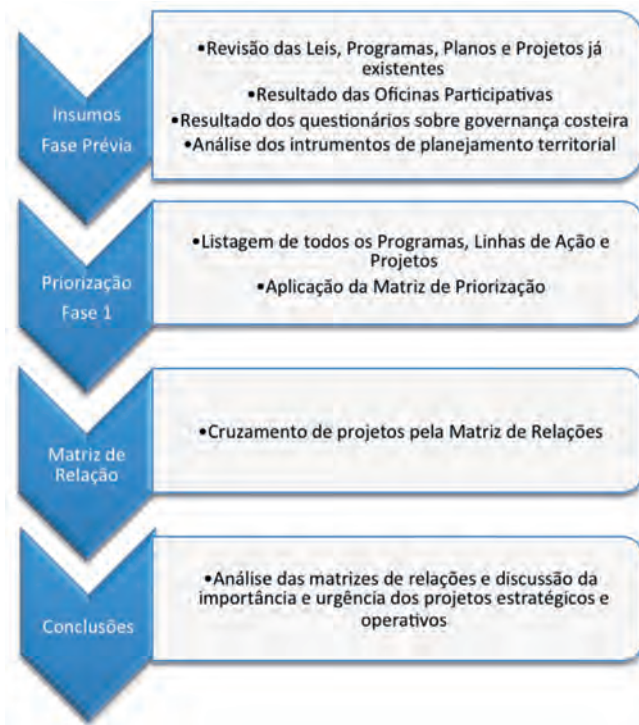 Insumos
Fase Prévia
•Revisão das Leis, Programas, Planos e Projetos já
existentes
•Resultado das Oficinas Participativas
•Resultado dos questionários sobre governança costeira
•Análise dos intrumentos de planejamento territorial
Priorização
Fase 1
•Listagem de todos os Programas, Linhas de Ação e
Projetos
•Aplicação da Matriz de Priorização
Matriz de
Relação
•Cruzamento de projetos pela Matriz de Relações
Conclusões
•Análise das matrizes de relações e discussão da
importância e urgência dos projetos estratégicos e
operativos